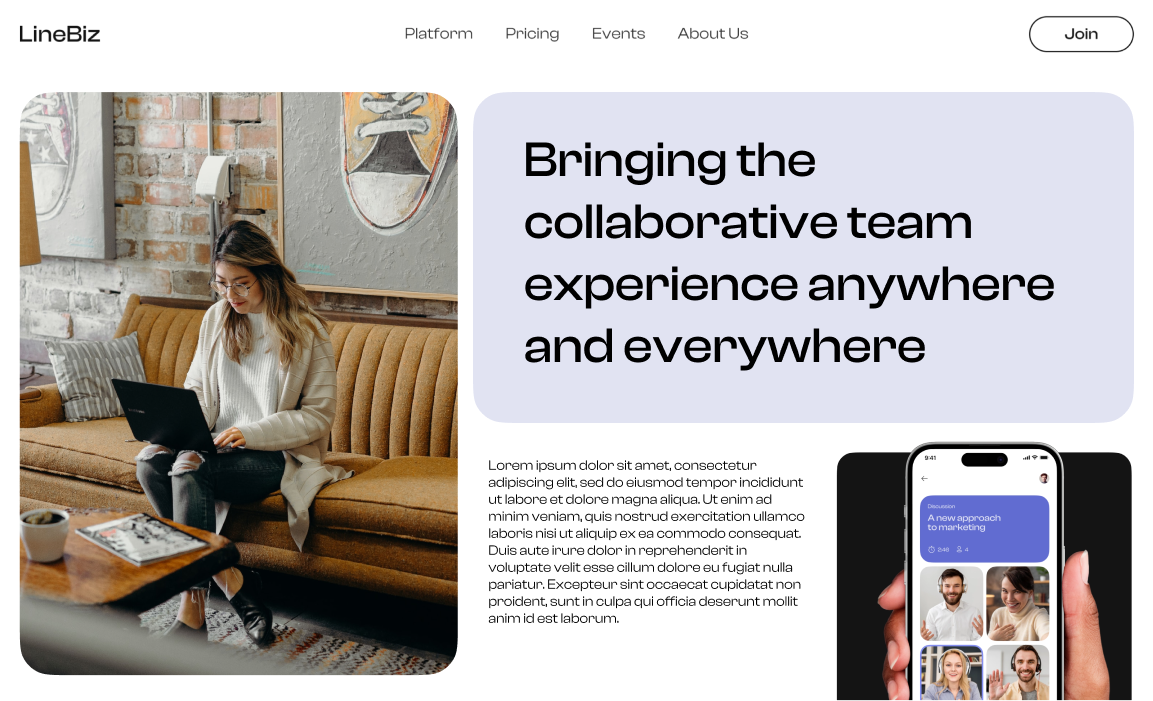 LineBiz
Platform Pricing Events About Us
Join
Bringing the
collaborative team
experience anywhere
and everywhere
Lorem ipsum dolor sit amet, consectetur
adipiscing elit, sed do eiusmod tempor incididunt
ut labore et dolore magna aliqua. Ut enim ad
minim veniam, quis nostrud exercitation ullamco
laboris nisi ut aliquip ex ea commodo consequat.
Duis aute irure dolor in reprehenderit in
voluptate velit esse cillum dolore eu fugiat nulla
pariatur. Excepteur sint occaecat cupidatat non
proident, sunt in culpa qui officia deserunt mollit
anim id est laborum.
9:41
Discussion
A new approach
to marketing
2:46 4